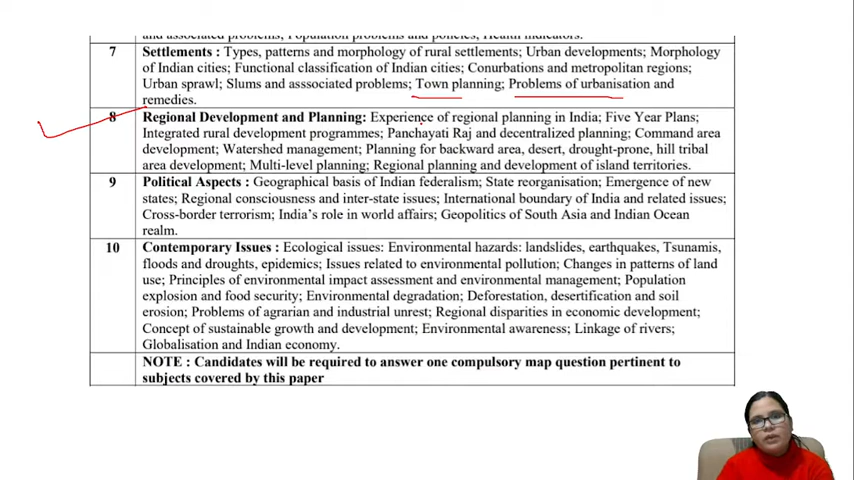 and associated problems; Population problems and policies; Health indicators.
7 Settlements : Types, patterns and morphology of rural settlements; Urban developments; Morphology
of Indian cities; Functional classification of Indian cities; Conurbations and metropolitan regions;
Urban sprawl; Slums and asssociated problems; Town planning; Problems of urbanisation and
remedies.
8 Regional Development and Planning: Experience of regional planning in India; Five Year Plans;
Integrated rural development programmes; Panchayati Raj and decentralized planning; Command area
development; Watershed management; Planning for backward area, desert, drought-prone, hill tribal
area development; Multi-level planning; Regional planning and development of island territories.
9 Political Aspects : Geographical basis of Indian federalism; State reorganisation; Emergence of new
states; Regional consciousness and inter-state issues; International boundary of India and related issues;
Cross-border terrorism; India's role in world affairs; Geopolitics of South Asia and Indian Ocean
realm.
10 Contemporary Issues : Ecological issues: Environmental hazards: landslides, earthquakes, Tsunamis,
floods and droughts, epidemics; Issues related to environmental pollution; Changes in patterns of land
use; Principles of environmental impact assessment and environmental management; Population
explosion and food security; Environmental degradation; Deforestation, desertification and soil
erosion; Problems of agrarian and industrial unrest; Regional disparities in economic development;
Concept of sustainable growth and development; Environmental awareness; Linkage of rivers;
Globalisation and Indian economy.
NOTE : Candidates will be required to answer one compulsory map question pertinent to
subjects covered by this paper